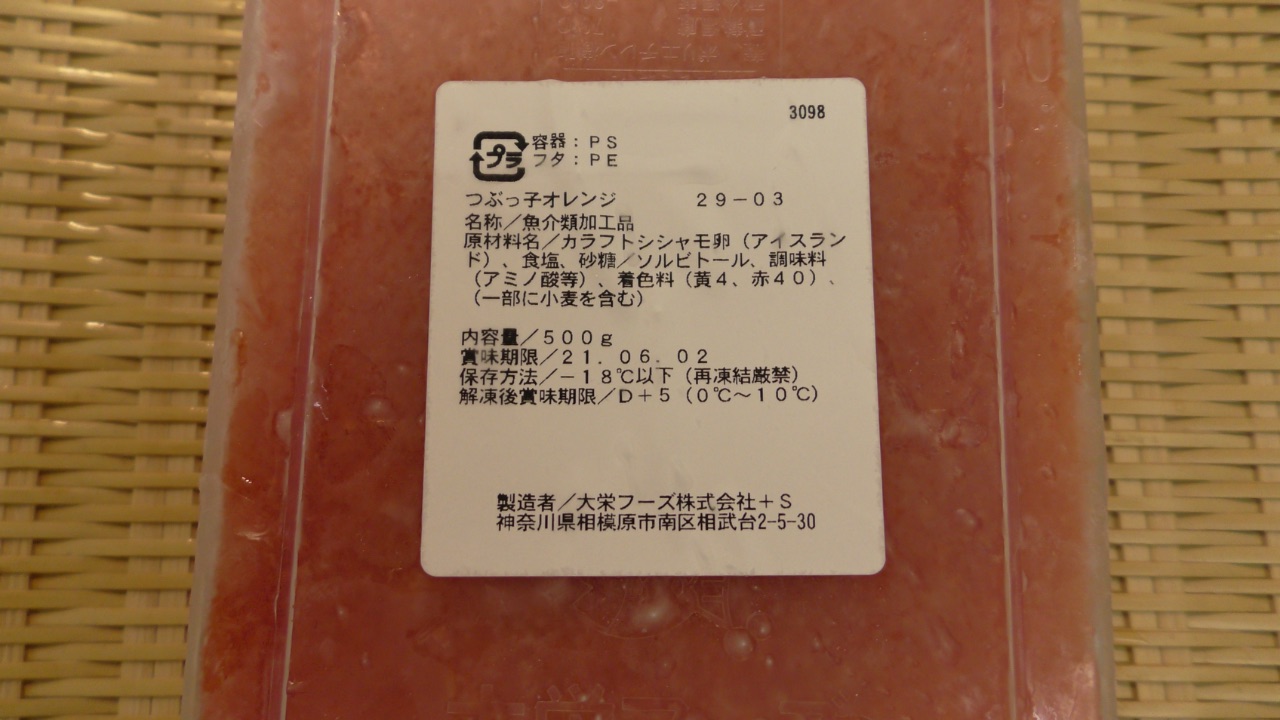 3098
プラ 容器：ＰＳ
フタ：ＰＥ
つぶっ子オレンジ　　　２９－０３
名称／魚介類加工品
原材料名／カラフトシシャモ卵（アイスラン
ド）、食塩、砂糖／ソルビトール、調味料
（アミノ酸等）、着色料（黄４、赤４０）、
（一部に小麦を含む）
内容量／５００ｇ
賞味期限／２１．０６．０２
保存方法／－１８℃以下（再凍結厳禁）
解凍後賞味期限／Ｄ＋５（０℃～１０℃）
製造者／大栄フーズ株式会社＋Ｓ
神奈川県相模原市南区相武台2-5-30